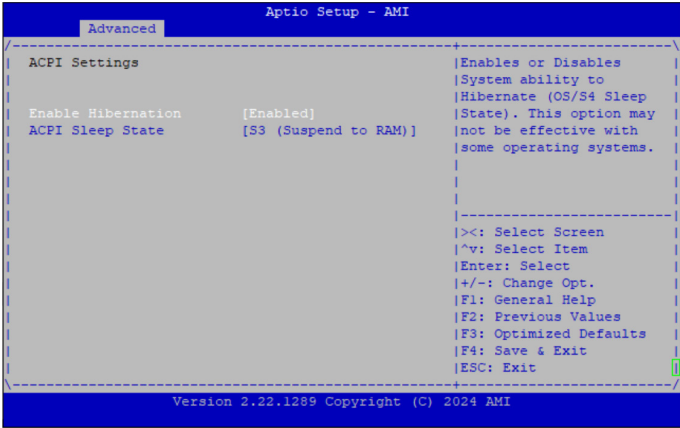 Aptio Setup - AMI
Advanced
ACPI Settings
Enable Hibernation [Enabled]
ACPI Sleep State [S3 (Suspend to RAM)]
Enables or Disables
System ability to
Hibernate (OS/S4 Sleep
State). This option may
not be effective with
some operating systems.
><: Select Screen
^v: Select Item
Enter: Select
+/-: Change Opt.
F1: General Help
F2: Previous Values
F3: Optimized Defaults
F4: Save & Exit
ESC: Exit
Version 2.22.1289 Copyright (C) 2024 AMI